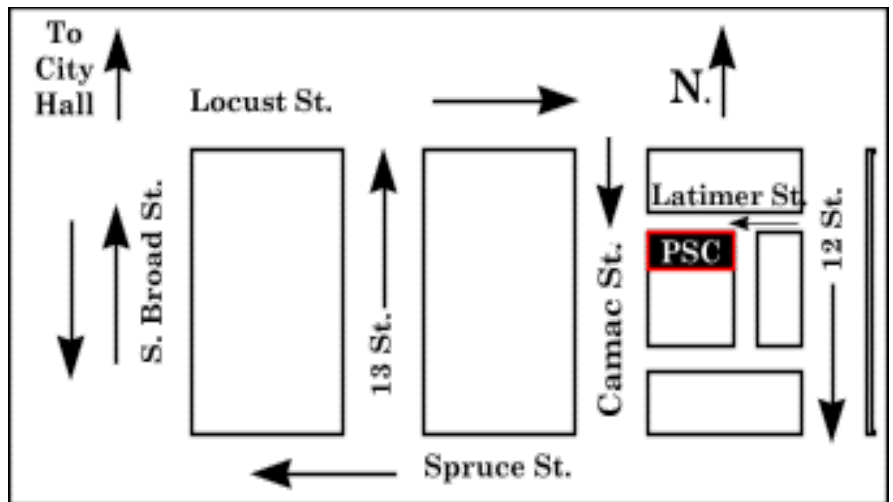 To
City
Hall
Locust St.
N.
Latimer St.
PSC
S. Broad St.
13 St.
Camac St.
12 St.
Spruce St.